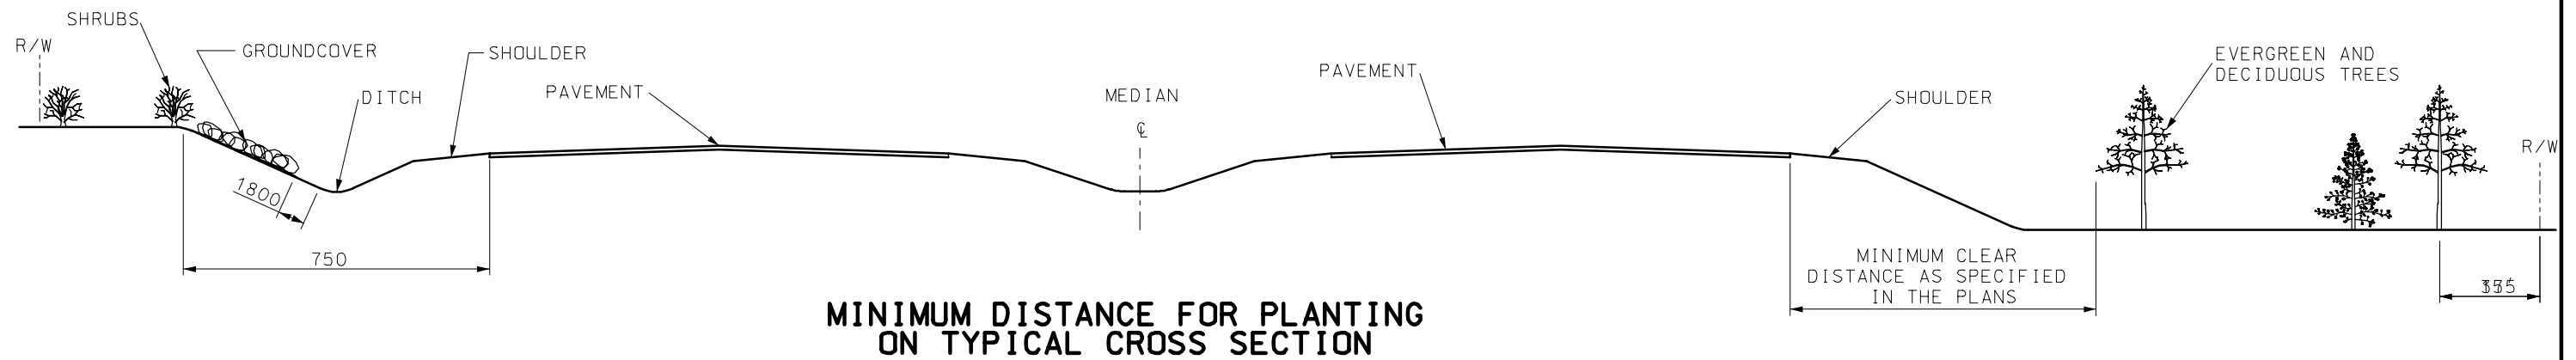 SHRUBS
R/W
GROUNDCOVER
SHOULDER
DITCH
PAVEMENT
MEDIAN
℄
PAVEMENT
SHOULDER
EVERGREEN AND
DECIDUOUS TREES
R/W
1800
750
MINIMUM CLEAR
DISTANCE AS SPECIFIED
IN THE PLANS
MINIMUM DISTANCE FOR PLANTING
ON TYPICAL CROSS SECTION